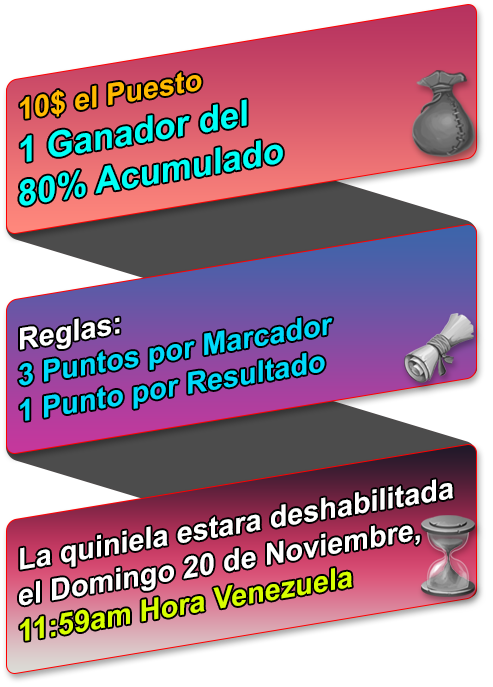 10$ el Puesto
1 Ganador del
80% Acumulado
Reglas:
3 Puntos por Marcador
1 Punto por Resultado
La quiniela estara deshabilitada
el Domingo 20 de Noviembre,
11:59am Hora Venezuela